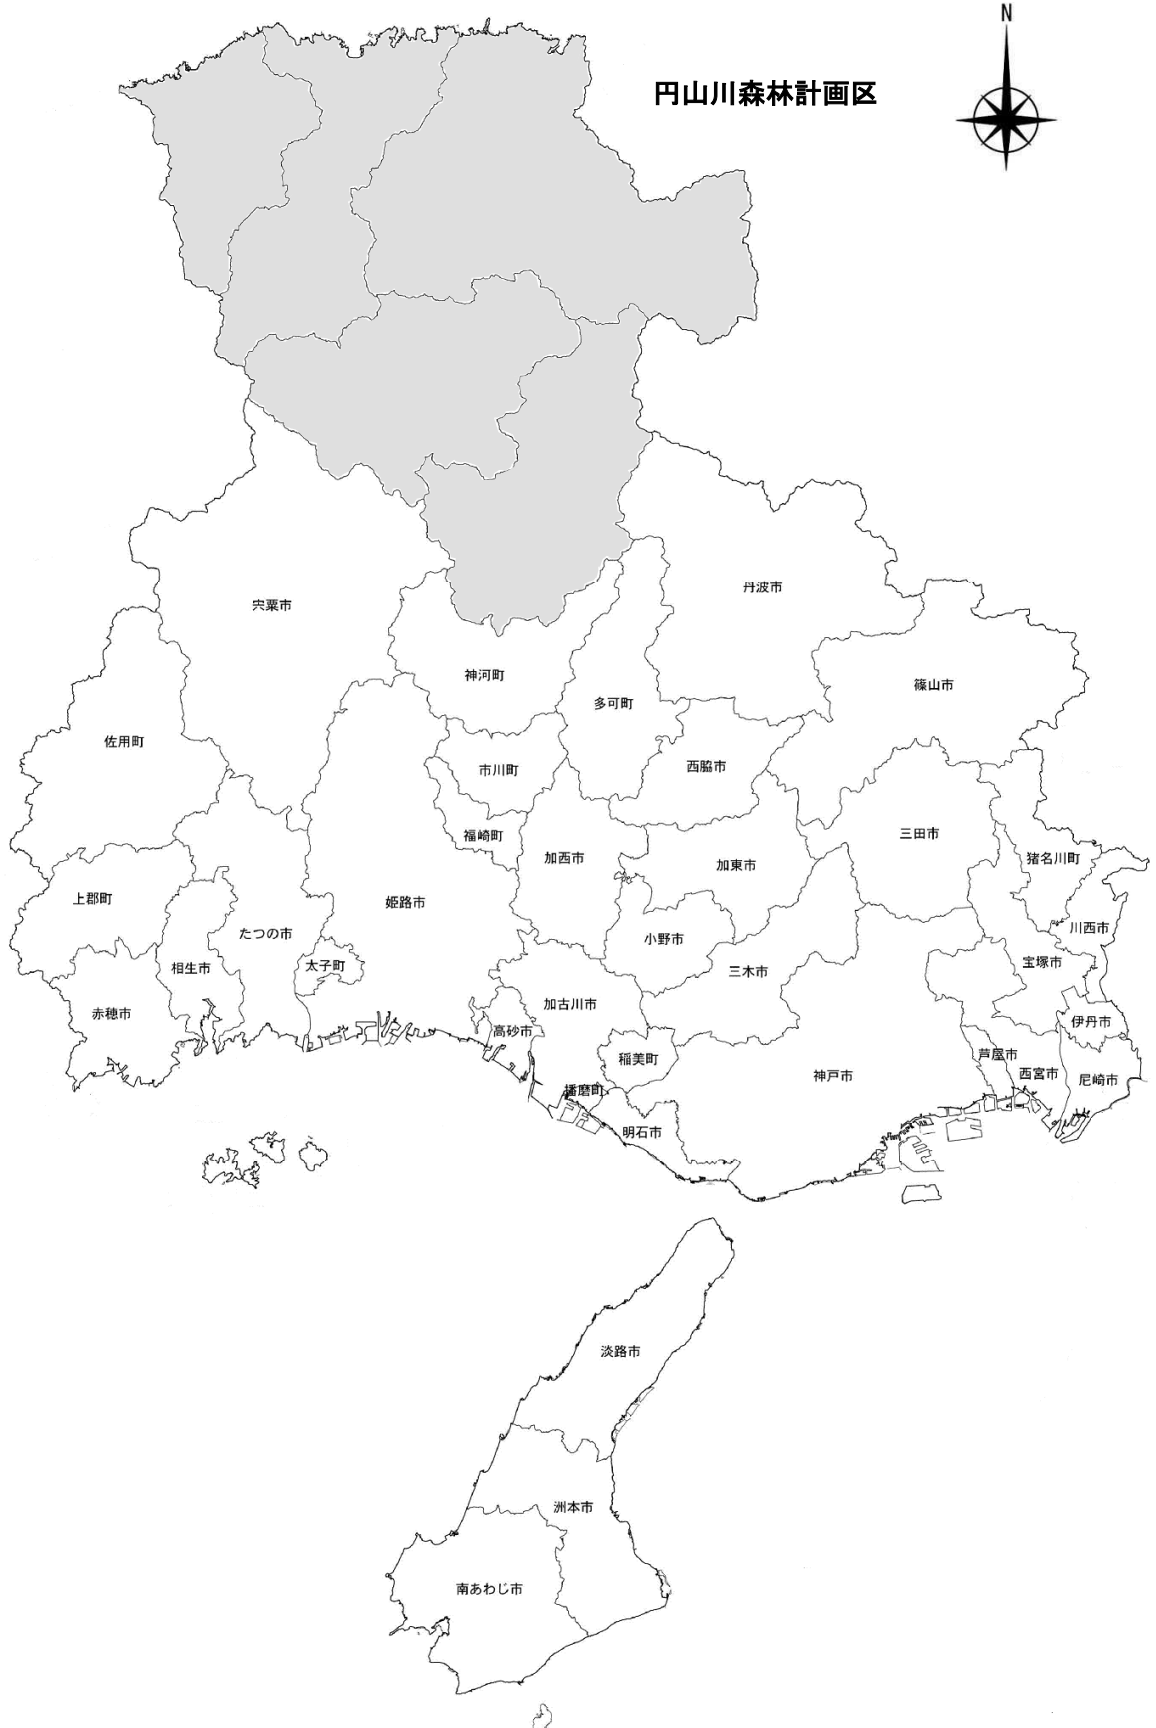 N
円山川森林計画区
宍粟市
丹波市
神河町
篠山市
多可町
佐用町
市川町
西脇市
福崎町
三田市
加西市
加東市
猪名川町
上郡町
姫路市
川西市
たつの市
小野市
太子町
相生市
三木市
宝塚市
赤穂市
加古川市
高砂市
伊丹市
稲美町
芦屋市
西宮市
神戸市
尼崎市
播磨町
明石市
淡路市
洲本市
南あわじ市